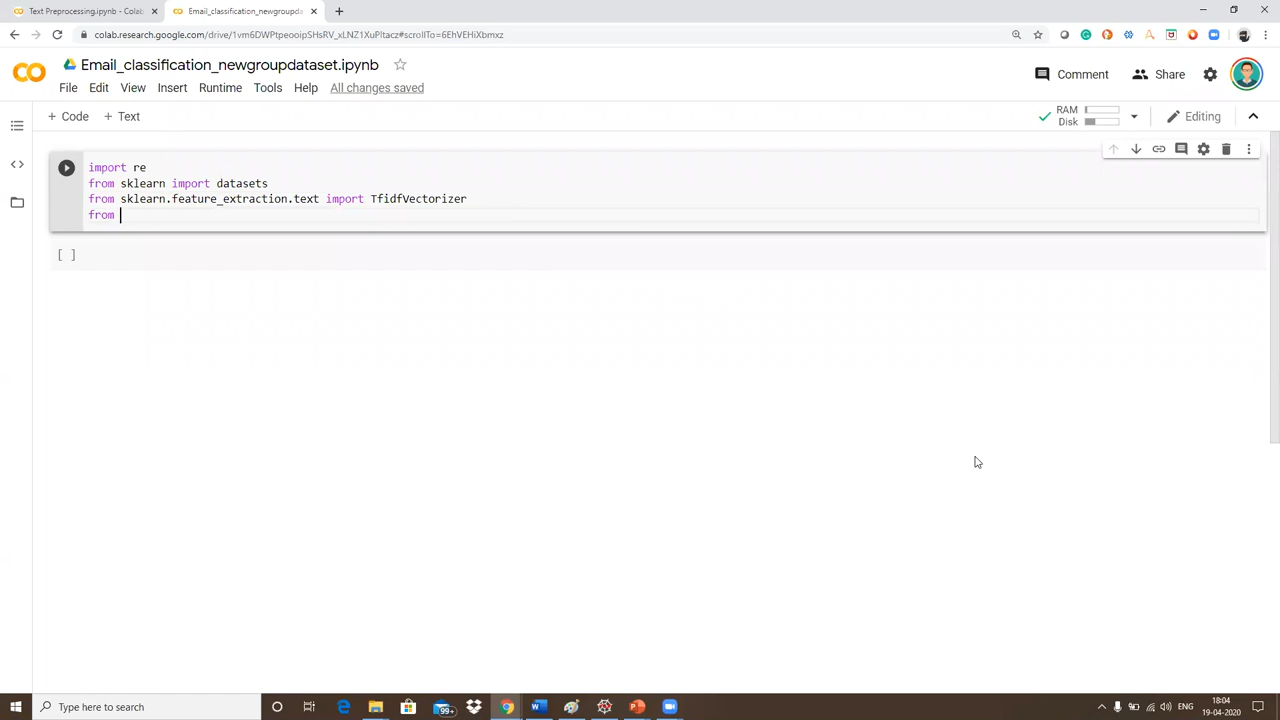 Text Preprocessing.ipynb - Colab
Email_classification_newgroupda
colab.research.google.com/drive/1vm6DWPtpeooipSHsRV_xLNZ1XuPltacz#scrollTo=6EhVEHiXbmxz
Email_classification_newgroupdataset.ipynb
Comment
Share
File Edit View Insert Runtime Tools Help All changes saved
+ Code + Text
RAM
Disk
Editing
import re
from sklearn import datasets
from sklearn.feature_extraction.text import TfidfVectorizer
from
[ ]
Type here to search
99+
ENG
18:04
19-04-2020